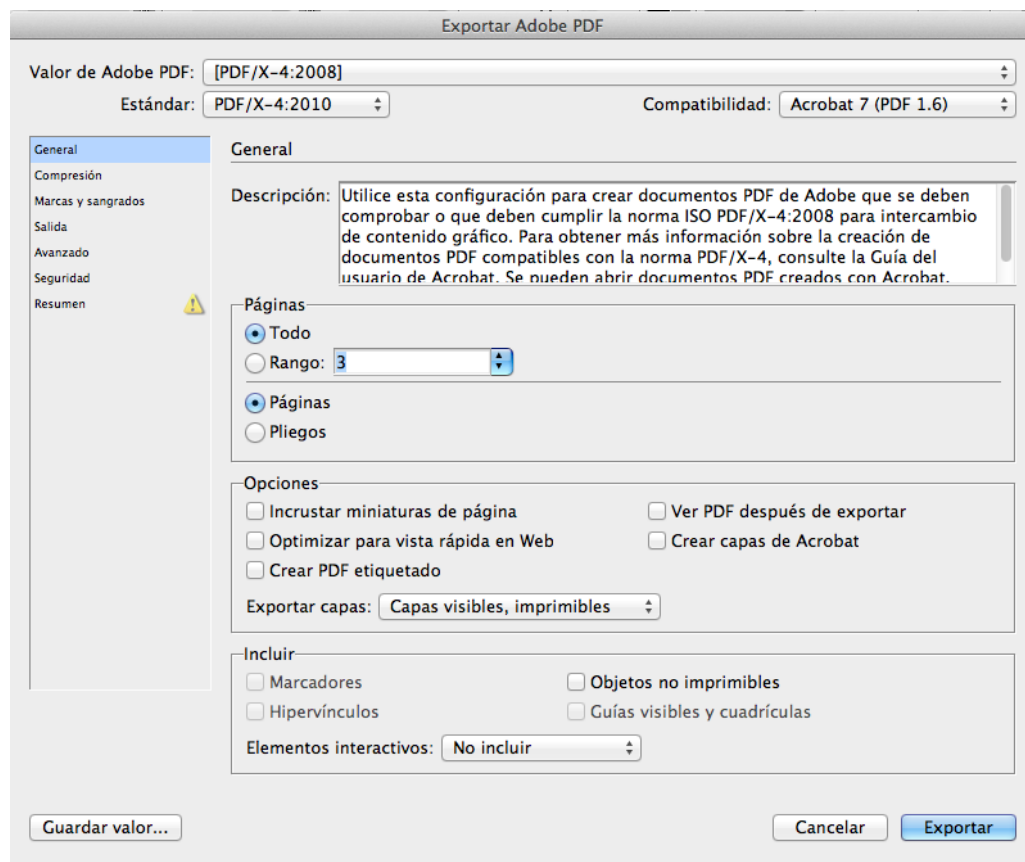 Exportar Adobe PDF
Valor de Adobe PDF: [PDF/X-4:2008]
Estándar: PDF/X-4:2010 Compatibilidad: Acrobat 7 (PDF 1.6)
General
Compresión
Marcas y sangrados
Salida
Avanzado
Seguridad
Resumen
General
Descripción: Utilice esta configuración para crear documentos PDF de Adobe que se deben
comprobar o que deben cumplir la norma ISO PDF/X-4:2008 para intercambio
de contenido gráfico. Para obtener más información sobre la creación de
documentos PDF compatibles con la norma PDF/X-4, consulte la Guía del
usuario de Acrobat. Se pueden abrir documentos PDF creados con Acrobat.
Páginas
Todo
Rango: 3
Páginas
Pliegos
Opciones
Incrustar miniaturas de página Ver PDF después de exportar
Optimizar para vista rápida en Web Crear capas de Acrobat
Crear PDF etiquetado
Exportar capas: Capas visibles, imprimibles
Incluir
Marcadores Objetos no imprimibles
Hipervínculos Guías visibles y cuadrículas
Elementos interactivos: No incluir
Guardar valor... Cancelar Exportar